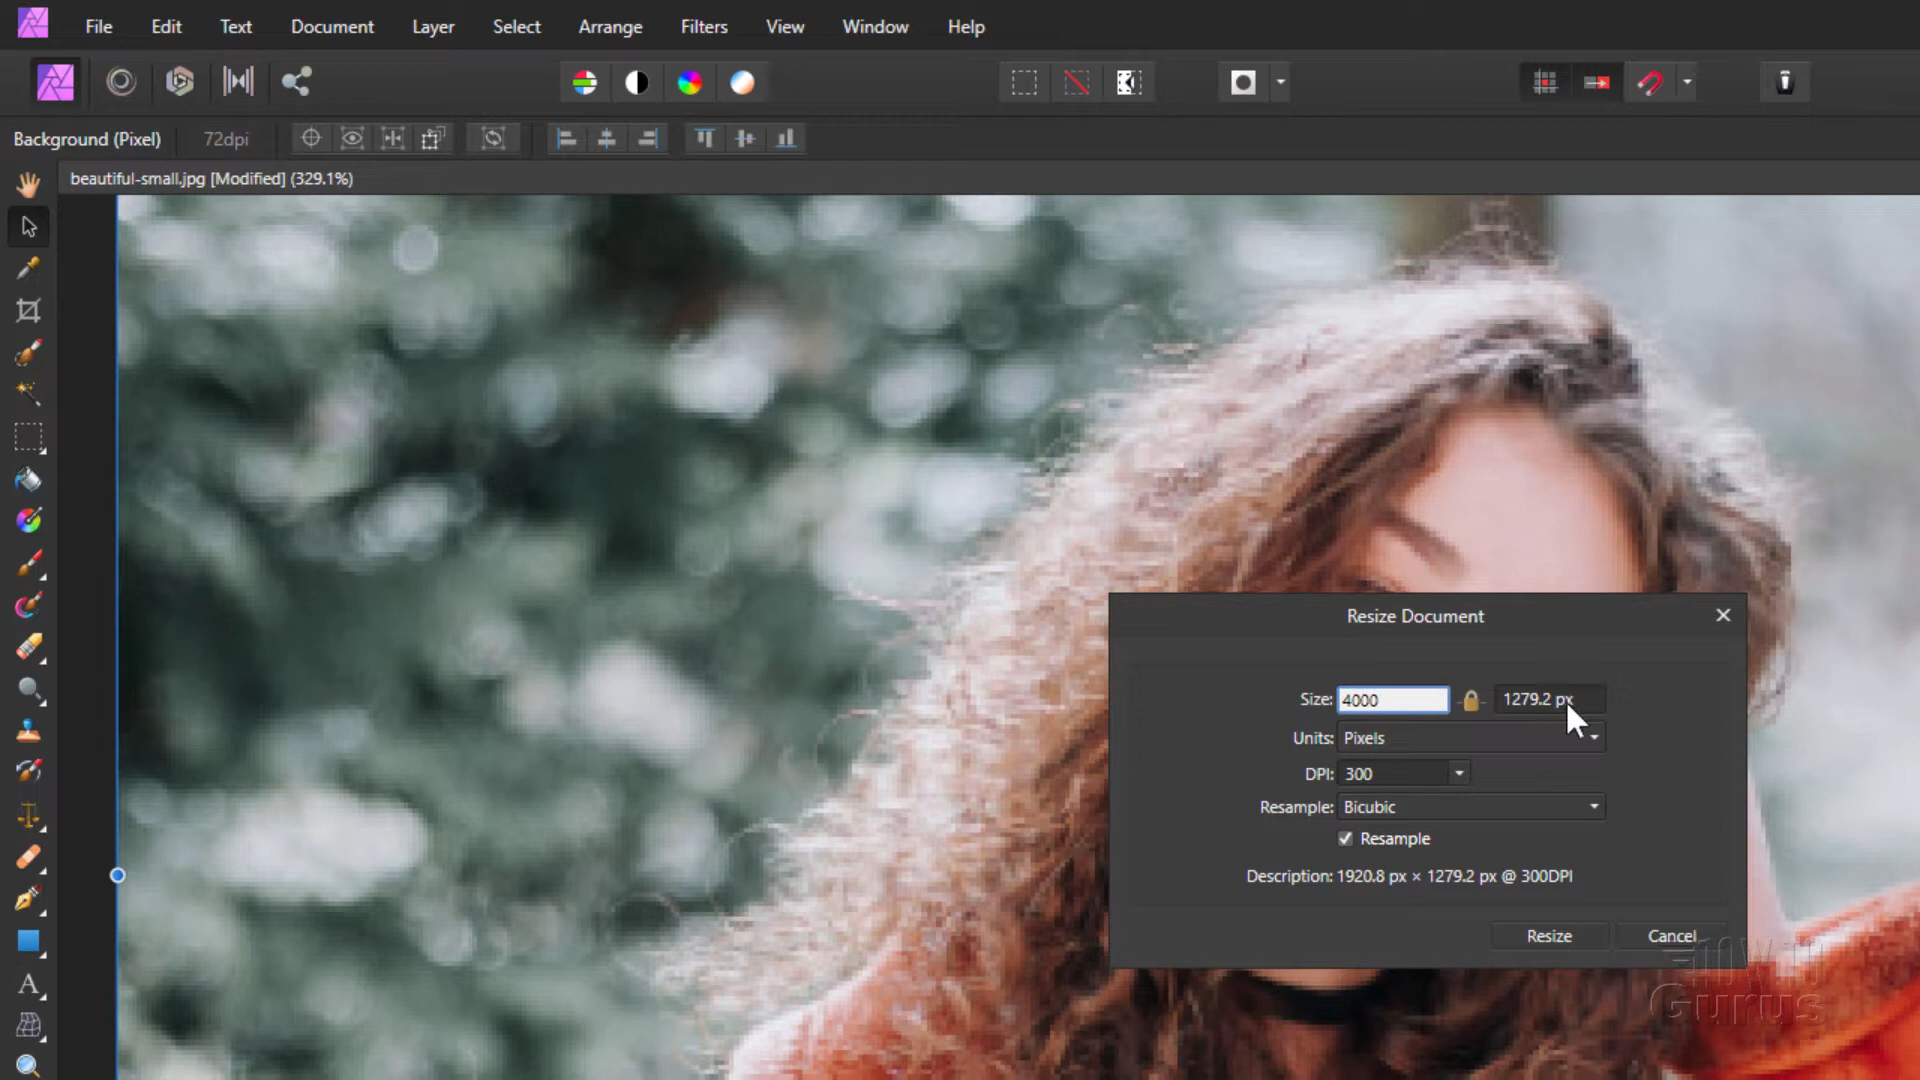 File Edit Text Document Layer Select Arrange Filters View Window Help
Background (Pixel) 72dpi
beautiful-small.jpg [Modified] (329.1%)
Resize Document
Size: 4000 1279.2 px
Units: Pixels
DPI: 300
Resample: Bicubic
Resample
Description: 1920.8 px × 1279.2 px @ 300DPI
Resize Cancel
Gurus